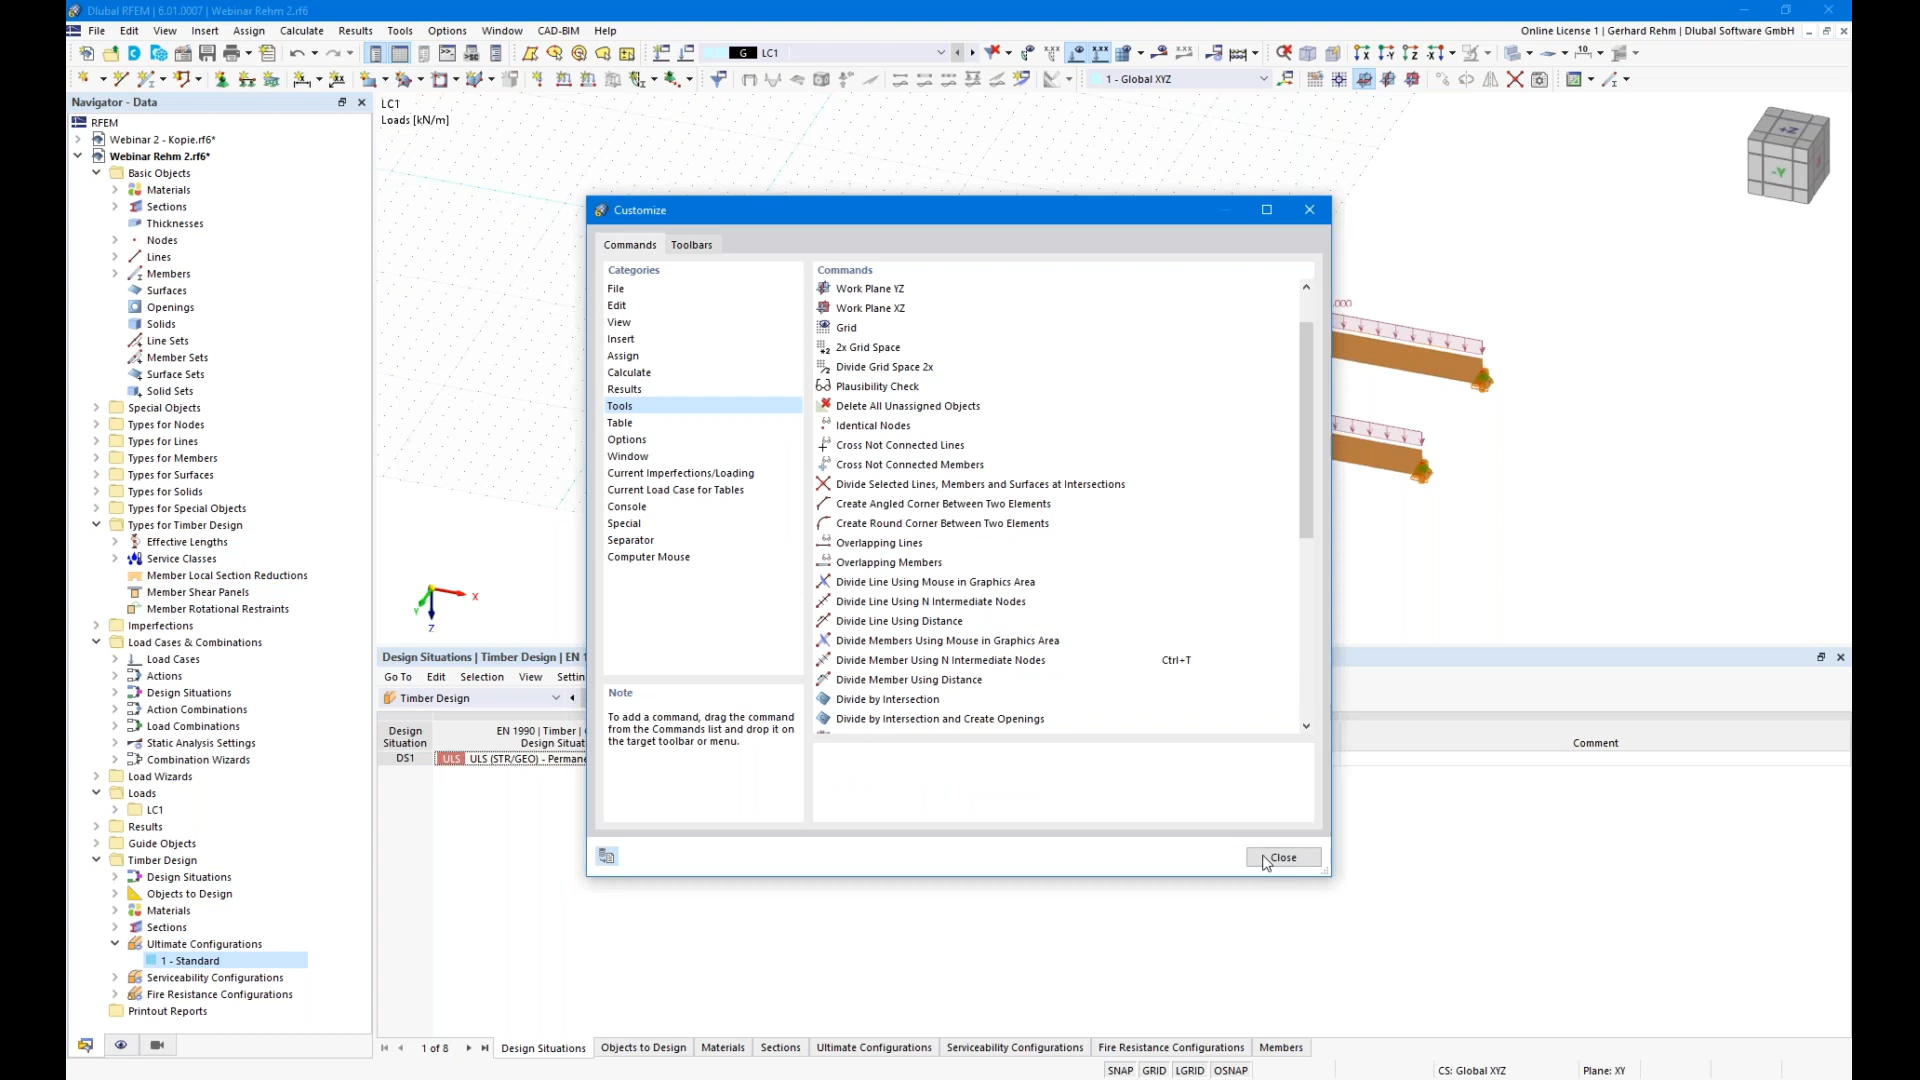 Dlubal RFEM | 6.01.0007 | Webinar Rehm 2.rf6
File Edit View Insert Assign Calculate Results Tools Options Window CAD-BIM Help
Online License 1 | Gerhard Rehm | Dlubal Software GmbH
G LC1
1 - Global XYZ
Navigator - Data
RFEM
Webinar 2 - Kopie.rf6*
Webinar Rehm 2.rf6*
Basic Objects
Materials
Sections
Thicknesses
Nodes
Lines
Members
Surfaces
Openings
Solids
Line Sets
Member Sets
Surface Sets
Solid Sets
Special Objects
Types for Nodes
Types for Lines
Types for Members
Types for Surfaces
Types for Solids
Types for Special Objects
Types for Timber Design
Effective Lengths
Service Classes
Member Local Section Reductions
Member Shear Panels
Member Rotational Restraints
Imperfections
Load Cases & Combinations
Load Cases
Actions
Design Situations
Action Combinations
Load Combinations
Static Analysis Settings
Combination Wizards
Load Wizards
Loads
LC1
Results
Guide Objects
Timber Design
Design Situations
Objects to Design
Materials
Sections
Ultimate Configurations
1 - Standard
Serviceability Configurations
Fire Resistance Configurations
Printout Reports
LC1
Loads [kN/m]
+Z
-Y
.000
X
Y
Z
Customize
Commands Toolbars
Categories
File
Edit
View
Insert
Assign
Calculate
Results
Tools
Table
Options
Window
Current Imperfections/Loading
Current Load Case for Tables
Console
Special
Separator
Computer Mouse
Note
To add a command, drag the command
from the Commands list and drop it on
the target toolbar or menu.
Commands
Work Plane YZ
Work Plane XZ
Grid
2x Grid Space
Divide Grid Space 2x
Plausibility Check
Delete All Unassigned Objects
Identical Nodes
Cross Not Connected Lines
Cross Not Connected Members
Divide Selected Lines, Members and Surfaces at Intersections
Create Angled Corner Between Two Elements
Create Round Corner Between Two Elements
Overlapping Lines
Overlapping Members
Divide Line Using Mouse in Graphics Area
Divide Line Using N Intermediate Nodes
Divide Line Using Distance
Divide Members Using Mouse in Graphics Area
Divide Member Using N Intermediate Nodes Ctrl+T
Divide Member Using Distance
Divide by Intersection
Divide by Intersection and Create Openings
Close
Design Situations | Timber Design | EN 1
Go To Edit Selection View Settin
Timber Design
Design
Situation
EN 1990 | Timber |
Design Situat
Comment
DS1 ULS ULS (STR/GEO) - Permane
1 of 8 Design Situations Objects to Design Materials Sections Ultimate Configurations Serviceability Configurations Fire Resistance Configurations Members
SNAP GRID LGRID OSNAP CS: Global XYZ Plane: XY